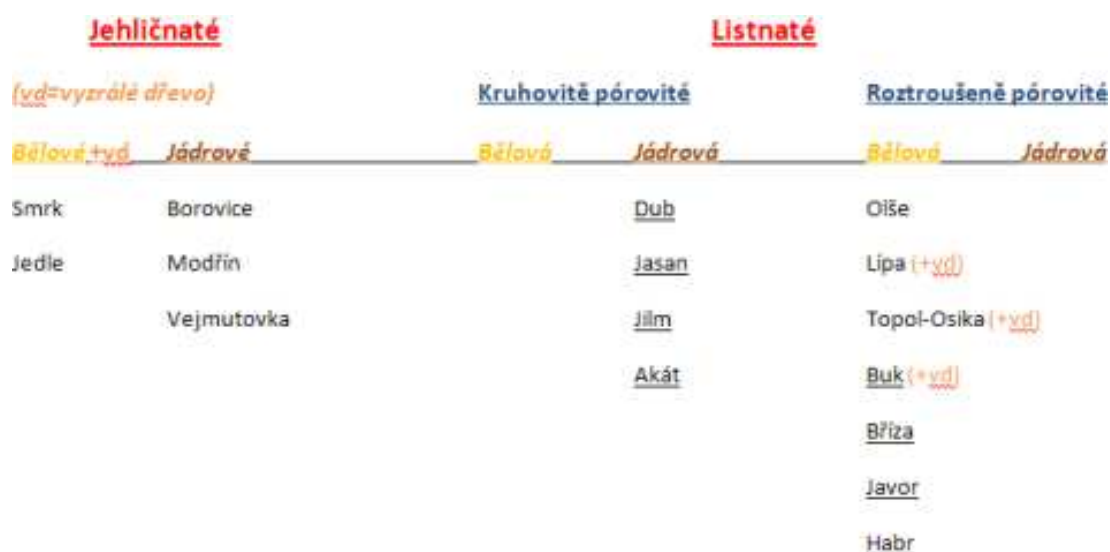 Jehličnaté Listnaté
(vd=vyzrálé dřevo) Kruhovitě pórovité Roztroušeně pórovité
Bělové +vd Jádrové Bělová Jádrová Bělová Jádrová
Smrk Borovice Dub Olše
Jedle Modřín Jasan Lípa (+vd)
Vejmutovka Jilm Topol-Osika (+vd)
Akát Buk (+vd)
Bříza
Javor
Habr